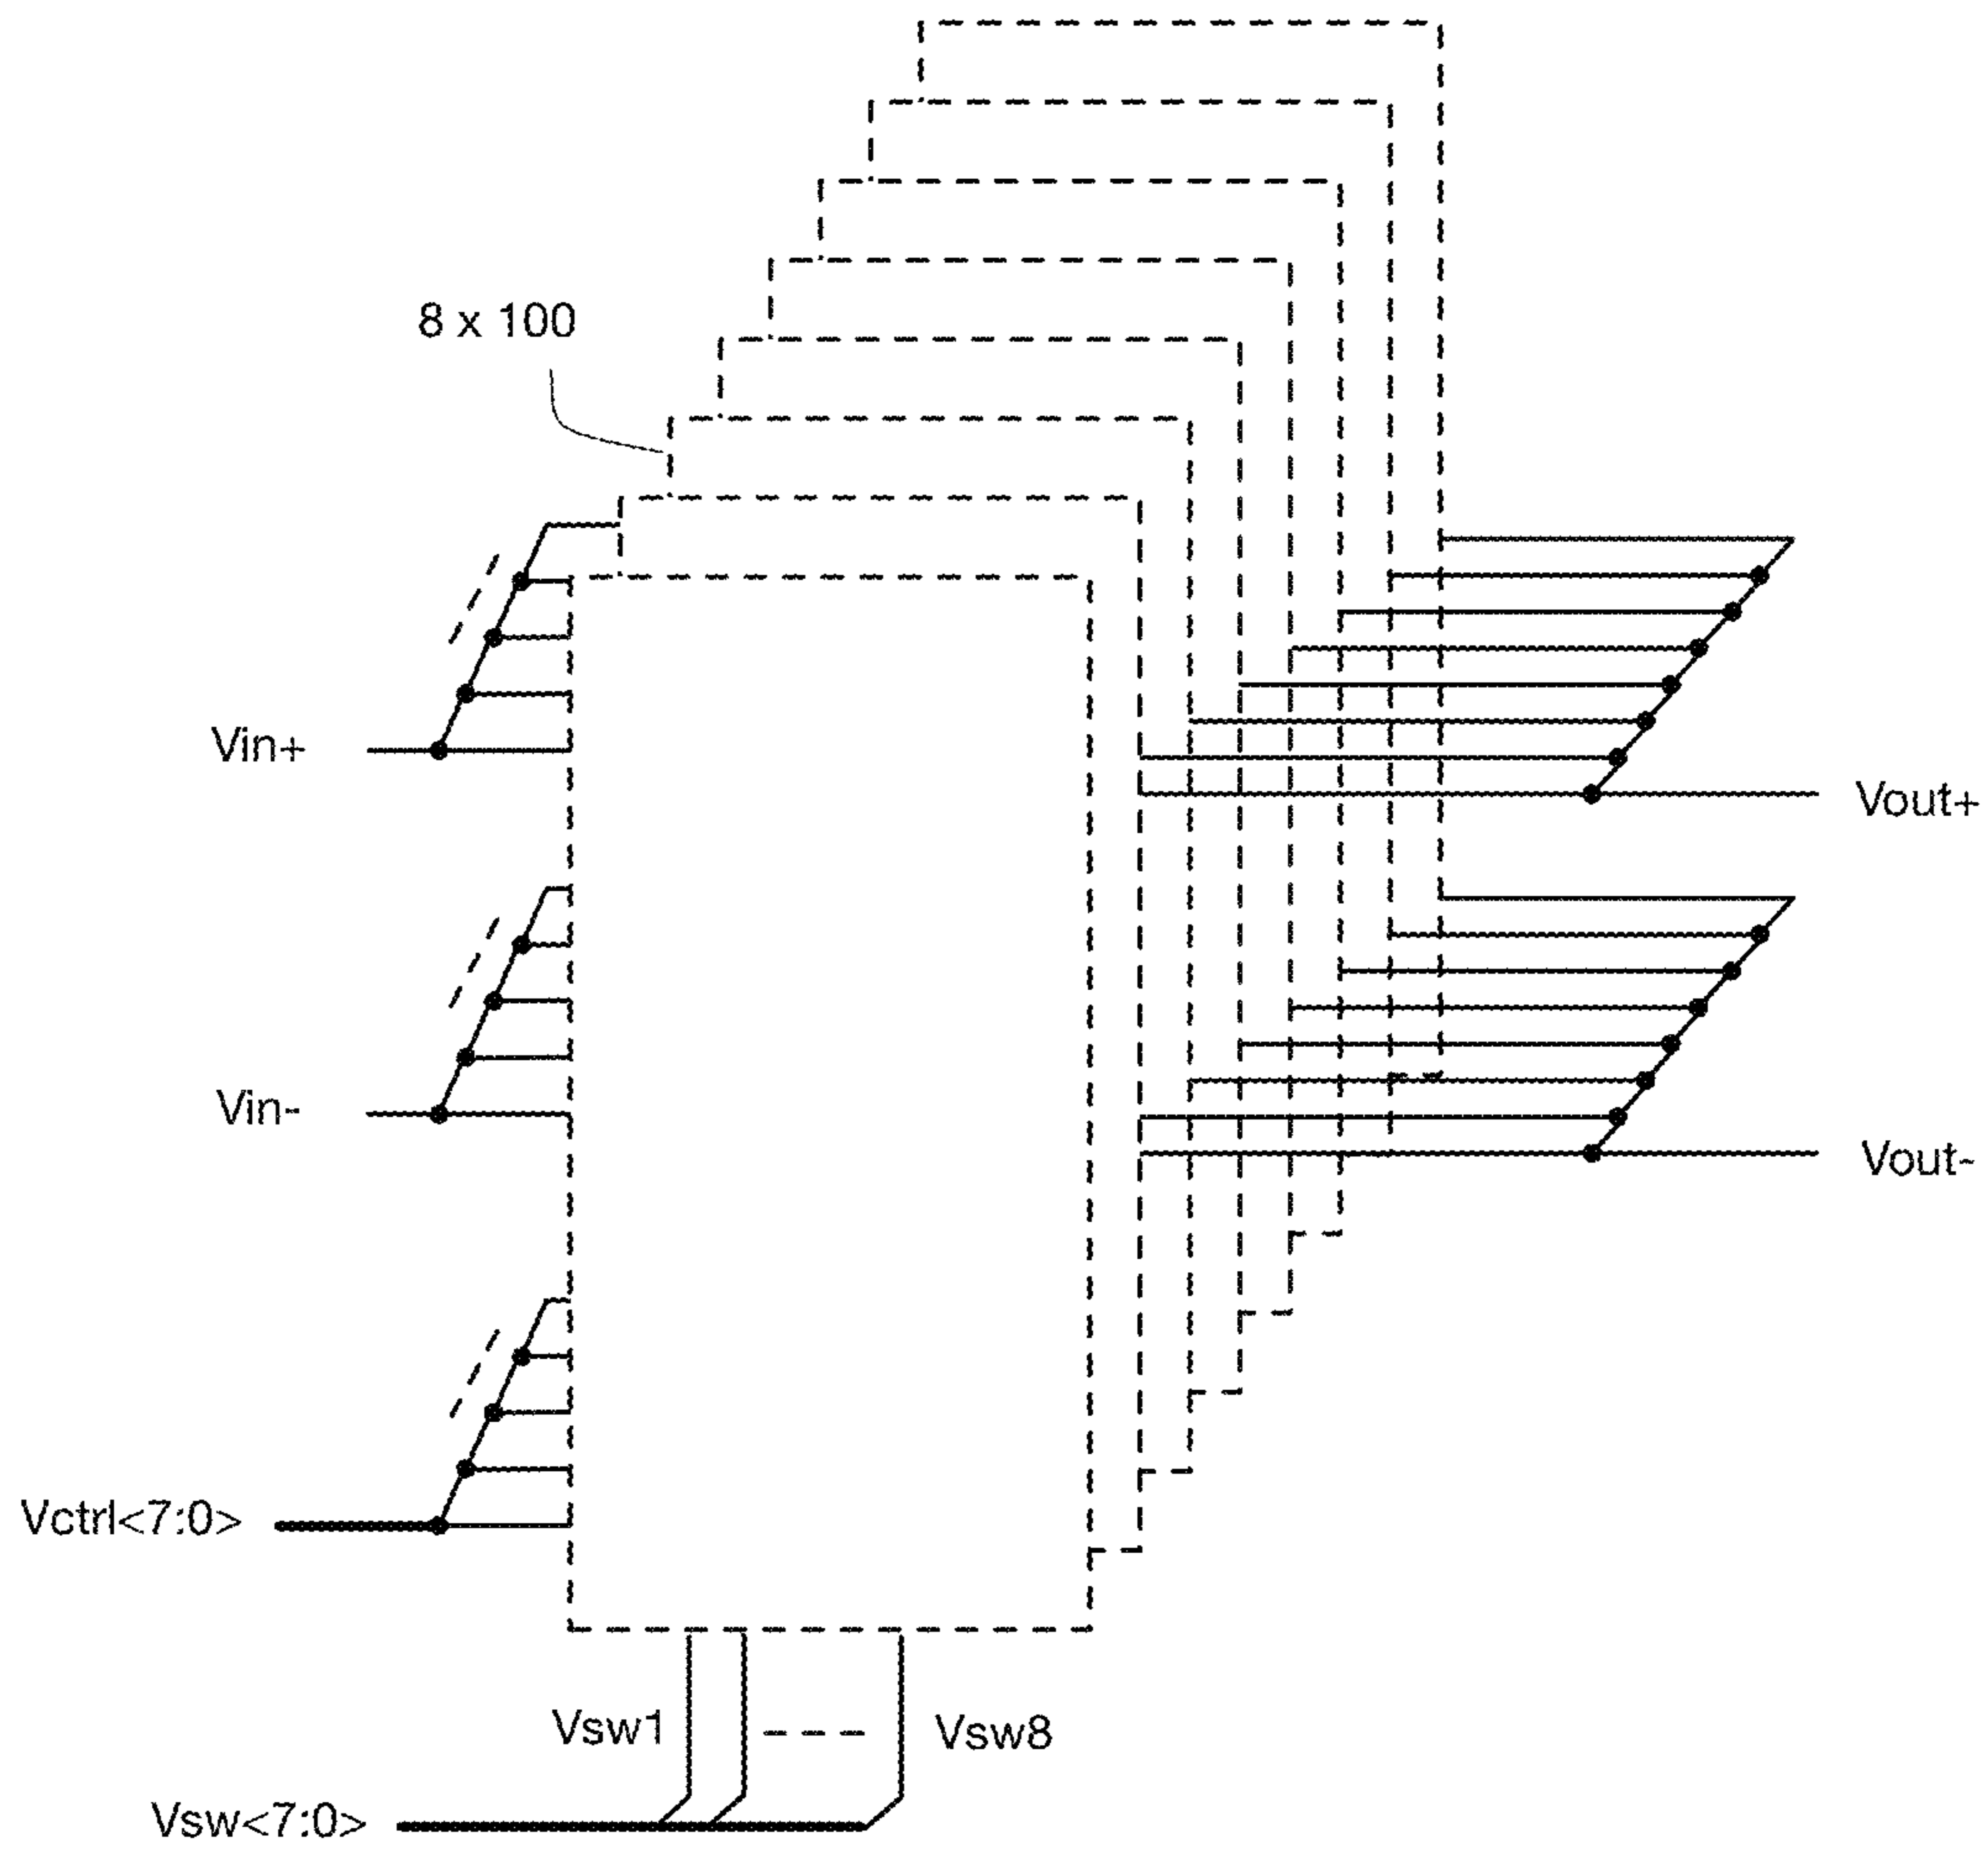 8 x 100
Vin+
Vout+
Vin-
Vout-
Vctrl<7:0>
Vsw1
Vsw8
Vsw<7:0>